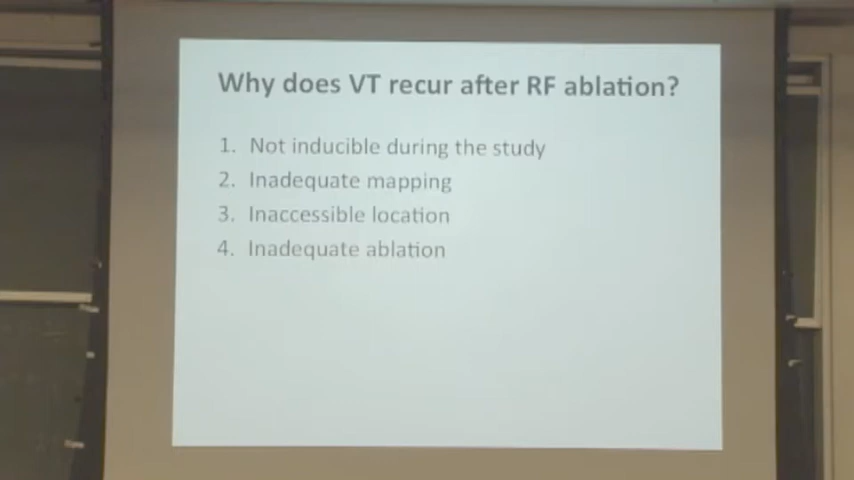 Why does VT recur after RF ablation?
1. Not inducible during the study
2. Inadequate mapping
3. Inaccessible location
4. Inadequate ablation